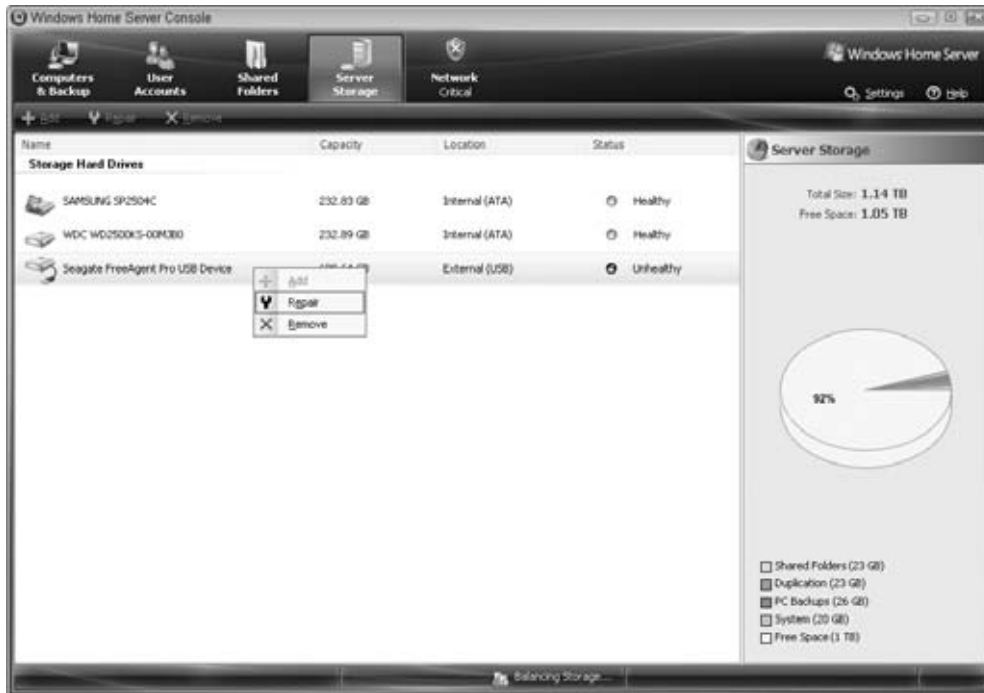 Windows Home Server Console
Computers & Backup
User Accounts
Shared Folders
Server Storage
Network Critical
Windows Home Server
Settings Help
Add Repair Remove
Name Capacity Location Status
Storage Hard Drives
SAMSUNG SP2504C 232.83 GB Internal (ATA) Healthy
WDC WD2500KS-00MJB0 232.89 GB Internal (ATA) Healthy
Seagate FreeAgent Pro USB Device External (USB) Unhealthy
Add
Repair
Remove
Server Storage
Total Size: 1.14 TB
Free Space: 1.05 TB
92%
Shared Folders (23 GB)
Duplication (23 GB)
PC Backups (26 GB)
System (20 GB)
Free Space (1 TB)
Balancing Storage...